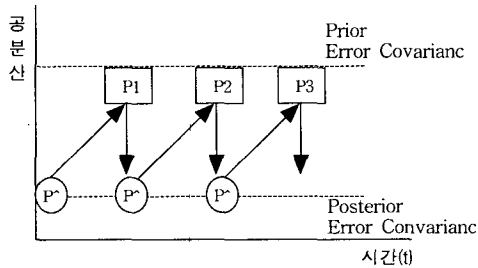 공분산
Prior
Error Covarianc
P1
P2
P3
P^
P^
P^
Posterior
Error Convarianc
시간(t)